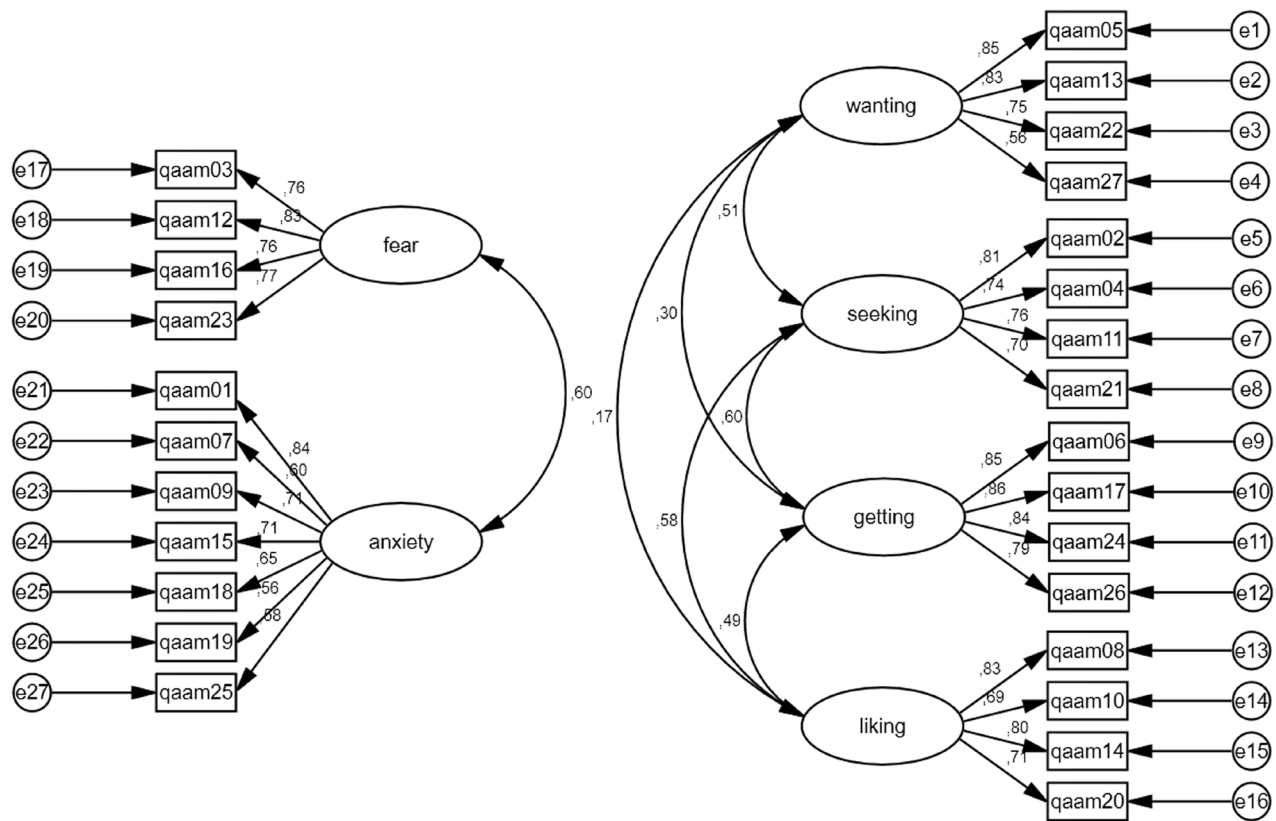 e17 qaam03 ,76
e18 qaam12 ,83
e19 qaam16 ,76
e20 qaam23 ,77
fear
e21 qaam01 ,84
e22 qaam07 ,60
e23 qaam09 ,71
e24 qaam15 ,71
e25 qaam18 ,65
e26 qaam19 ,56
e27 qaam25 ,58
anxiety
,60
wanting
,85 qaam05 e1
,83 qaam13 e2
,75 qaam22 e3
,56 qaam27 e4
,51
,30
,17
seeking
,81 qaam02 e5
,74 qaam04 e6
,76 qaam11 e7
,70 qaam21 e8
,60
,58
getting
,85 qaam06 e9
,86 qaam17 e10
,84 qaam24 e11
,79 qaam26 e12
,49
liking
,83 qaam08 e13
,69 qaam10 e14
,80 qaam14 e15
,71 qaam20 e16